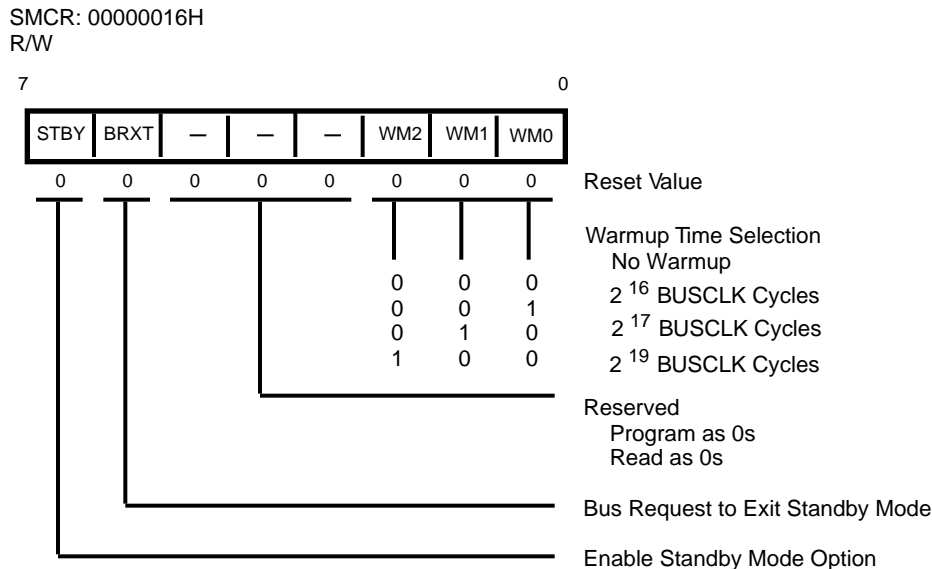 SMCR: 00000016H
R/W
7 0
STBY BRXT — — — WM2 WM1 WM0
0 0 0 0 0 0 0 0 Reset Value
Warmup Time Selection
No Warmup
0 0 0
2 16 BUSCLK Cycles
0 0 1
2 17 BUSCLK Cycles
0 1 0
2 19 BUSCLK Cycles
1 0 0
Reserved
Program as 0s
Read as 0s
Bus Request to Exit Standby Mode
Enable Standby Mode Option